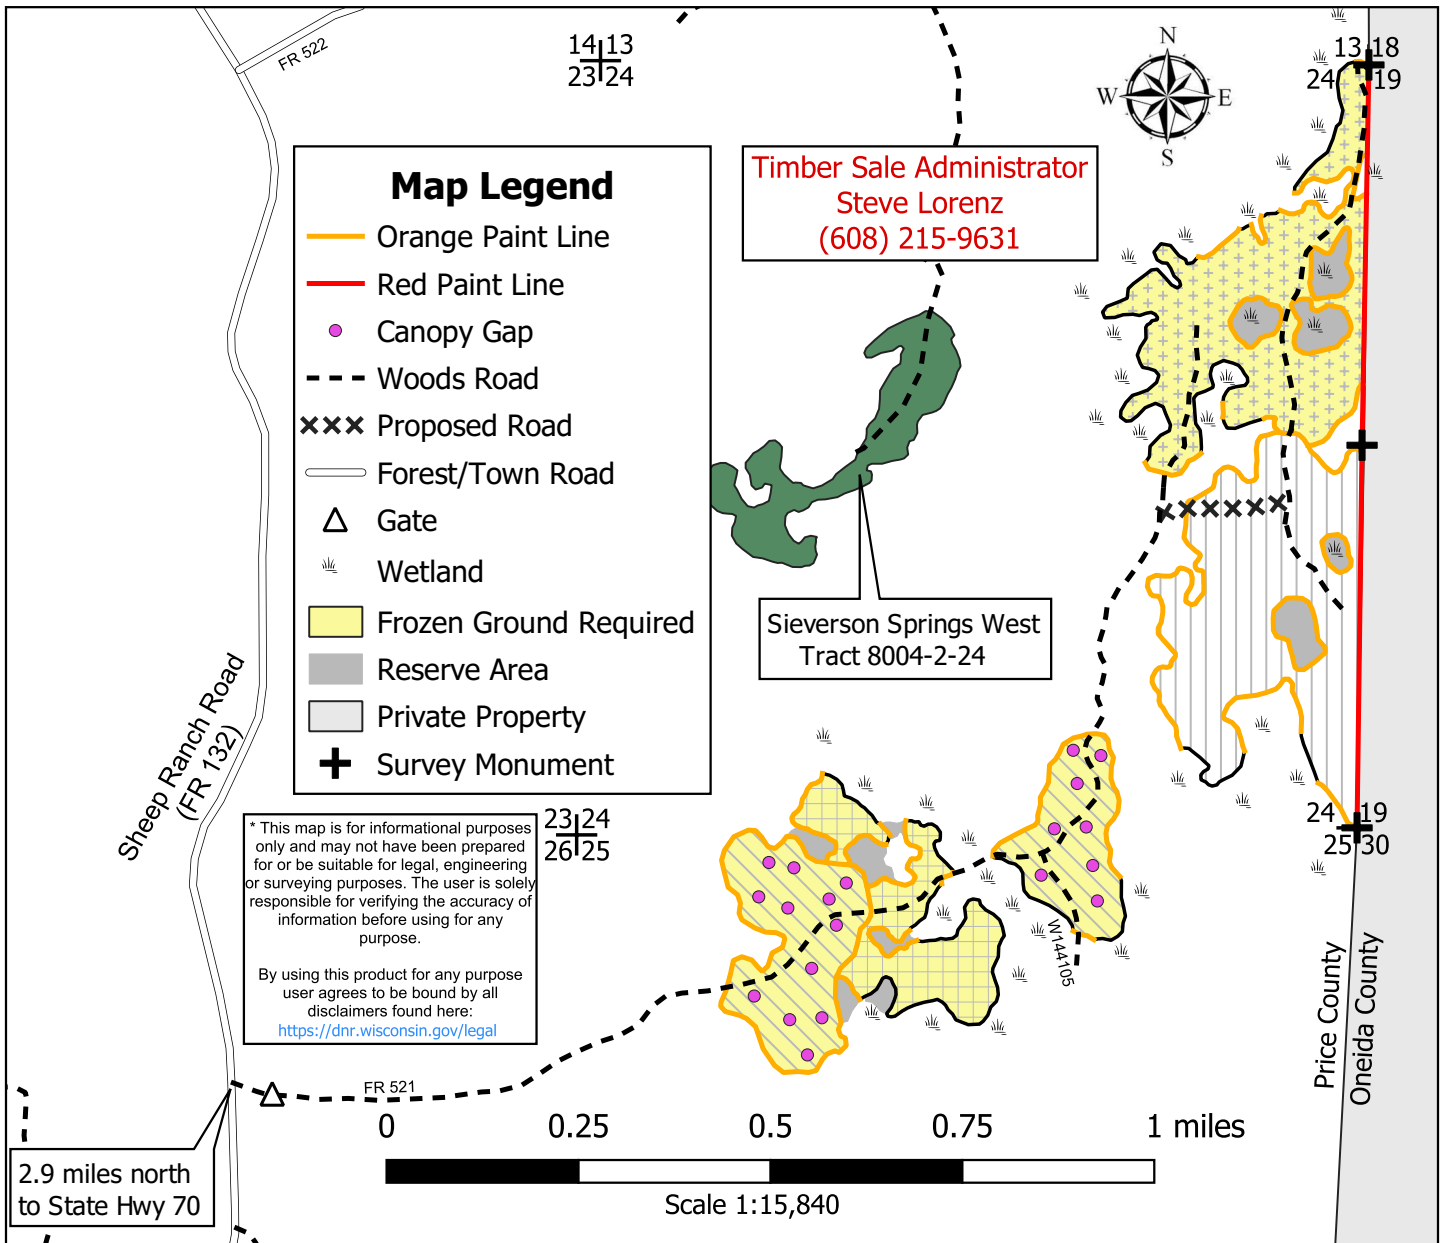 FR 522
14 13
23 24
N
W E
S
13 18
24 19
Map Legend
Orange Paint Line
Red Paint Line
Canopy Gap
Woods Road
Proposed Road
Forest/Town Road
Gate
Wetland
Frozen Ground Required
Reserve Area
Private Property
Survey Monument
Timber Sale Administrator
Steve Lorenz
(608) 215-9631
Sieverson Springs West
Tract 8004-2-24
Sheep Ranch Road
(FR 132)
* This map is for informational purposes
only and may not have been prepared
for or be suitable for legal, engineering
or surveying purposes. The user is solely
responsible for verifying the accuracy of
information before using for any
purpose.
By using this product for any purpose
user agrees to be bound by all
disclaimers found here:
https://dnr.wisconsin.gov/legal
23 24
26 25
24 19
25 30
N144105
Price County
Oneida County
FR 521
2.9 miles north
to State Hwy 70
0 0.25 0.5 0.75 1 miles
Scale 1:15,840